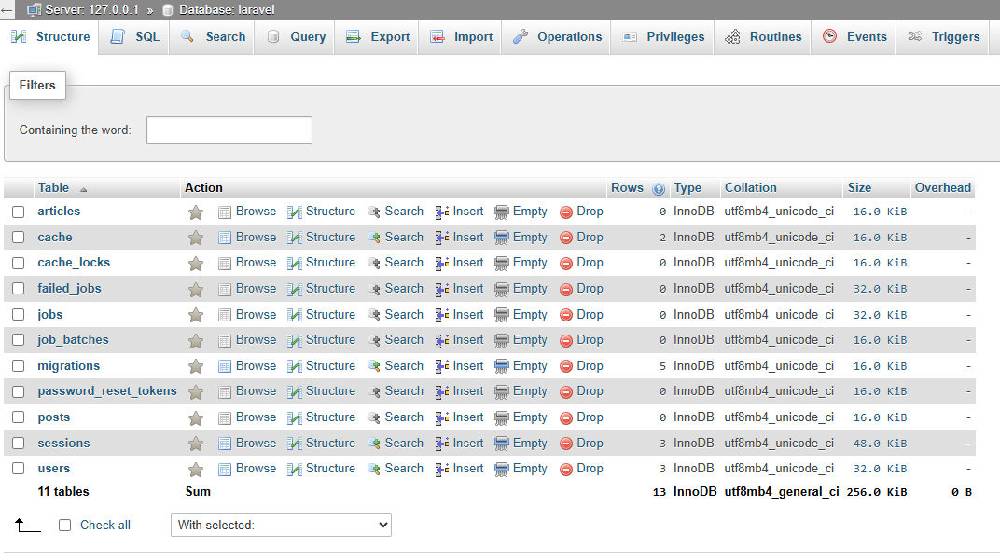 Server: 127.0.0.1 » Database: laravel
Structure SQL Search Query Export Import Operations Privileges Routines Events Triggers
Filters
Containing the word:
Table Action Rows Type Collation Size Overhead
articles Browse Structure Search Insert Empty Drop 0 InnoDB utf8mb4_unicode_ci 16.0 KiB -
cache Browse Structure Search Insert Empty Drop 2 InnoDB utf8mb4_unicode_ci 16.0 KiB -
cache_locks Browse Structure Search Insert Empty Drop 0 InnoDB utf8mb4_unicode_ci 16.0 KiB -
failed_jobs Browse Structure Search Insert Empty Drop 0 InnoDB utf8mb4_unicode_ci 32.0 KiB -
jobs Browse Structure Search Insert Empty Drop 0 InnoDB utf8mb4_unicode_ci 32.0 KiB -
job_batches Browse Structure Search Insert Empty Drop 0 InnoDB utf8mb4_unicode_ci 16.0 KiB -
migrations Browse Structure Search Insert Empty Drop 5 InnoDB utf8mb4_unicode_ci 16.0 KiB -
password_reset_tokens Browse Structure Search Insert Empty Drop 0 InnoDB utf8mb4_unicode_ci 16.0 KiB -
posts Browse Structure Search Insert Empty Drop 0 InnoDB utf8mb4_unicode_ci 16.0 KiB -
sessions Browse Structure Search Insert Empty Drop 3 InnoDB utf8mb4_unicode_ci 48.0 KiB -
users Browse Structure Search Insert Empty Drop 3 InnoDB utf8mb4_unicode_ci 32.0 KiB -
11 tables Sum 13 InnoDB utf8mb4_general_ci 256.0 KiB 0 B
Check all With selected: